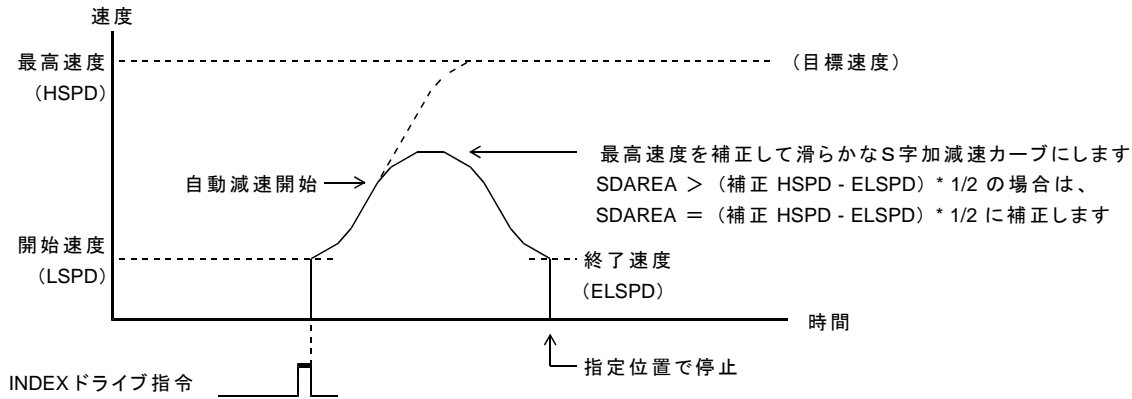 速度
最高速度
（HSPD）
（目標速度）
最高速度を補正して滑らかなS字加減速カーブにします
SDAREA ＞（補正 HSPD - ELSPD）* 1/2 の場合は、
SDAREA ＝（補正 HSPD - ELSPD）* 1/2 に補正します
自動減速開始
開始速度
（LSPD）
終了速度
（ELSPD）
時間
指定位置で停止
INDEXドライブ指令